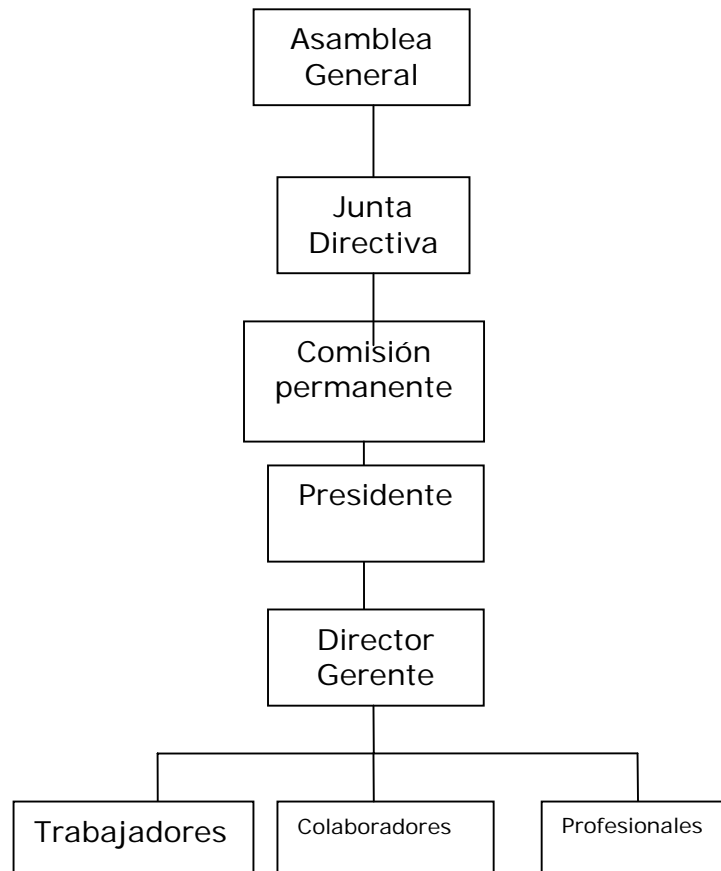 Asamblea
General
Junta
Directiva
Comisión
permanente
Presidente
Director
Gerente
Trabajadores
Colaboradores
Profesionales